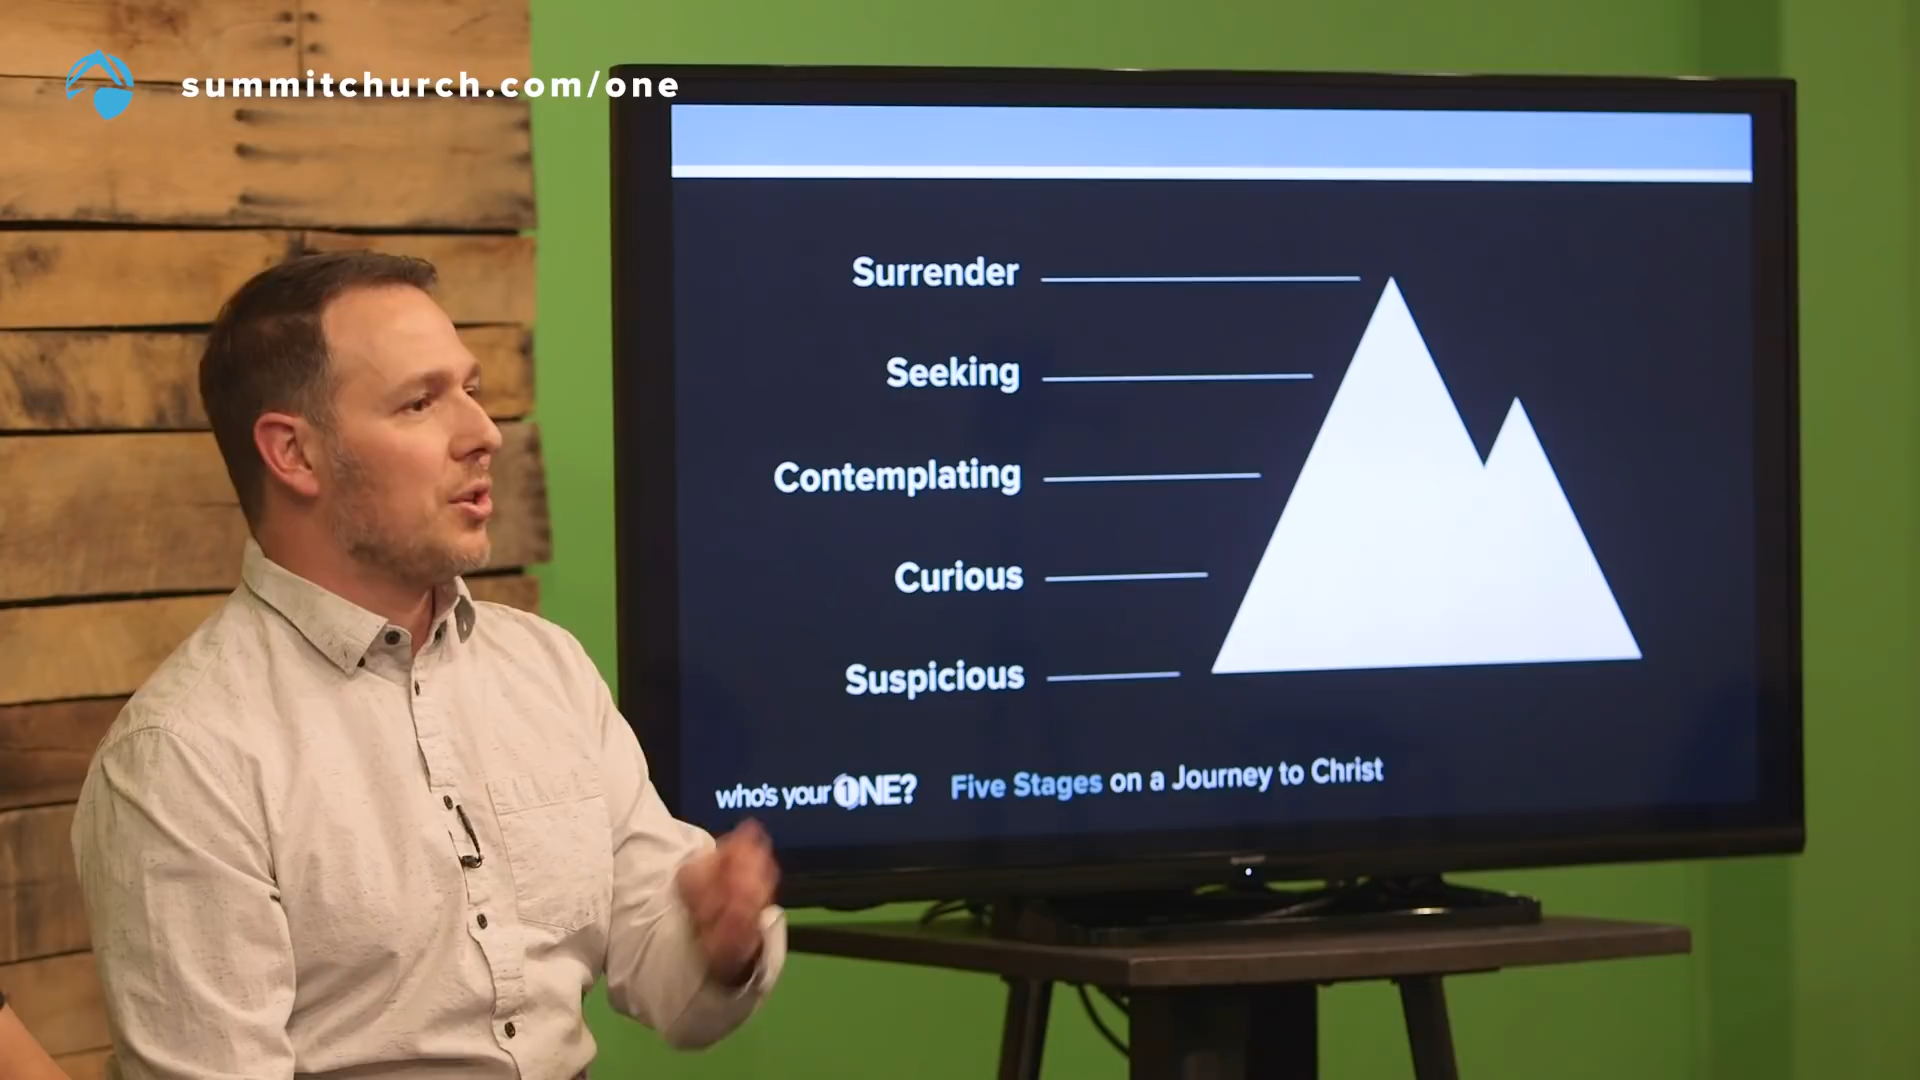 summitchurch.com/one
Surrender
Seeking
Contemplating
Curious
Suspicious
who's your ONE?
Five Stages on a Journey to Christ